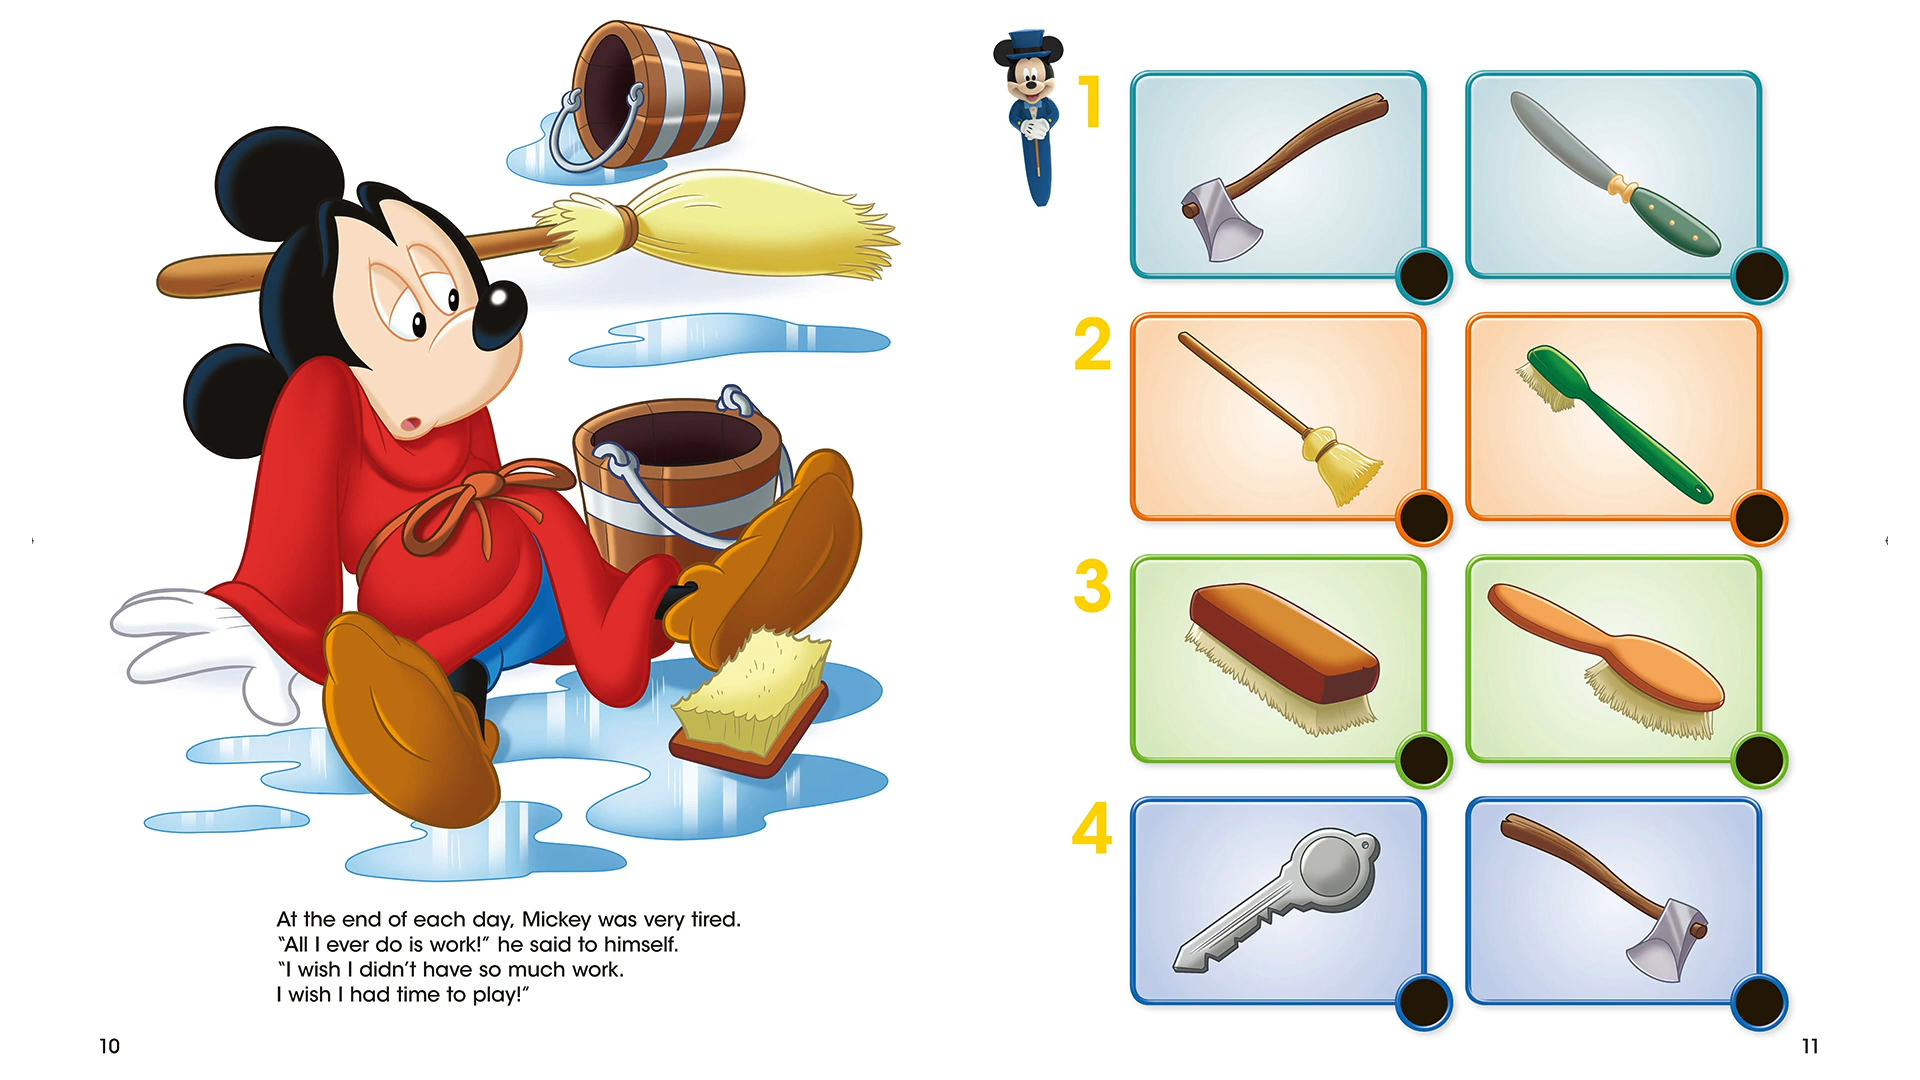 At the end of each day, Mickey was very tired.
“All I ever do is work!” he said to himself.
“I wish I didn’t have so much work.
I wish I had time to play!”
10
1
2
3
4
11